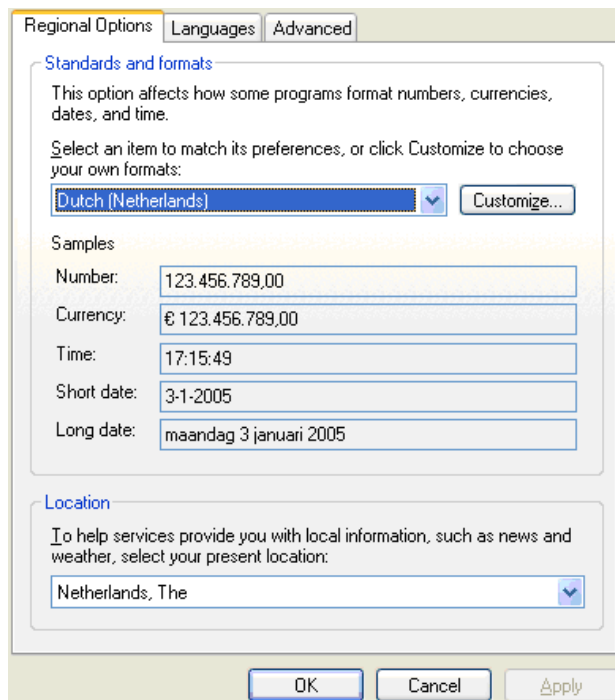 Regional Options Languages Advanced
Standards and formats
This option affects how some programs format numbers, currencies,
dates, and time.
Select an item to match its preferences, or click Customize to choose
your own formats:
Dutch (Netherlands) Customize...
Samples
Number: 123.456.789,00
Currency: € 123.456.789,00
Time: 17:15:49
Short date: 3-1-2005
Long date: maandag 3 januari 2005
Location
To help services provide you with local information, such as news and
weather, select your present location:
Netherlands, The
OK Cancel Apply